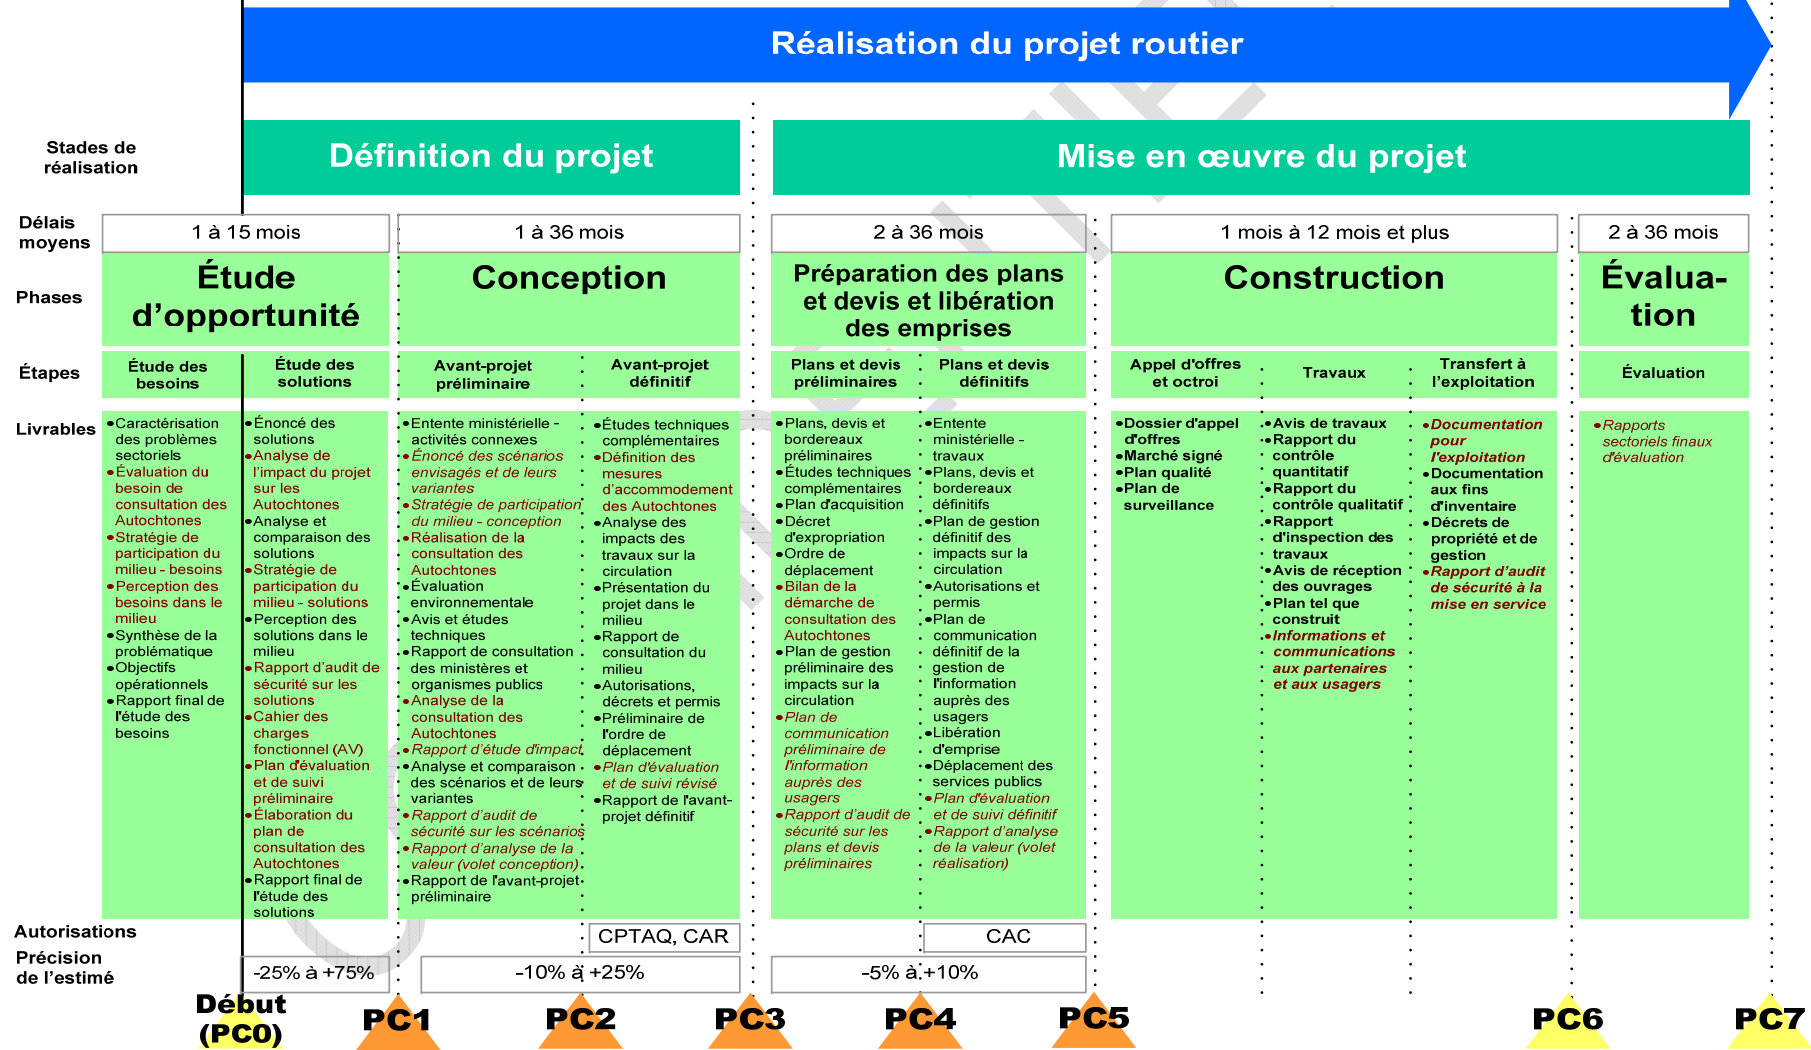 Réalisation du projet routier
Stades de
réalisation
Définition du projet
Mise en œuvre du projet
Délais
moyens
1 à 15 mois
1 à 36 mois
2 à 36 mois
1 mois à 12 mois et plus
2 à 36 mois
Phases
Étude
d’opportunité
Conception
Préparation des plans
et devis et libération
des emprises
Construction
Évalua-
tion
Étapes
Étude des
besoins
Étude des
solutions
Avant-projet
préliminaire
Avant-projet
définitif
Plans et devis
préliminaires
Plans et devis
définitifs
Appel d'offres
et octroi
Travaux
Transfert à
l’exploitation
Évaluation
Livrables
•Caractérisation
des problèmes
sectoriels
•Évaluation du
besoin de
consultation des
Autochtones
•Stratégie de
participation du
milieu - besoins
•Perception des
besoins dans le
milieu
•Synthèse de la
problématique
•Objectifs
opérationnels
•Rapport final de
l'étude des
besoins
•Énoncé des
solutions
•Analyse de
l’impact du projet
sur les
Autochtones
•Analyse et
comparaison des
solutions
•Stratégie de
participation du
milieu - solutions
•Perception des
solutions dans le
milieu
•Rapport d’audit de
sécurité sur les
solutions
•Cahier des
charges
fonctionnel (AV)
•Plan d'évaluation
et de suivi
préliminaire
•Élaboration du
plan de
consultation des
Autochtones
•Rapport final de
l'étude des
solutions
•Entente ministérielle -
activités connexes
•Énoncé des scénarios
envisagés et de leurs
variantes
•Stratégie de participation
du milieu - conception
•Réalisation de la
consultation des
Autochtones
•Évaluation
environnementale
•Avis et études
techniques
•Rapport de consultation
des ministères et
organismes publics
•Analyse de la
consultation des
Autochtones
•Rapport d’étude d'impact
•Analyse et comparaison
des scénarios et de leurs
variantes
•Rapport d’audit de
sécurité sur les scénarios
•Rapport d’analyse de la
valeur (volet conception)
•Rapport de l'avant-projet
préliminaire
•Études techniques
complémentaires
•Définition des
mesures
d’accommodement
des Autochtones
•Analyse des
impacts des
travaux sur la
circulation
•Présentation du
projet dans le
milieu
•Rapport de
consultation du
milieu
•Autorisations,
décrets et permis
•Préliminaire de
l'ordre de
déplacement
•Plan d'évaluation
et de suivi révisé
•Rapport de l'avant-
projet définitif
•Plans, devis et
bordereaux
préliminaires
•Études techniques
complémentaires
•Plan d'acquisition
•Décret
d'expropriation
•Ordre de
déplacement
•Bilan de la
démarche de
consultation des
Autochtones
•Plan de gestion
préliminaire des
impacts sur la
circulation
•Plan de
communication
préliminaire de
l'information
auprès des
usagers
•Rapport d’audit de
sécurité sur les
plans et devis
préliminaires
•Entente
ministérielle -
travaux
•Plans, devis et
bordereaux
définitifs
•Plan de gestion
définitif des
impacts sur la
circulation
•Autorisations et
permis
•Plan de
communication
définitif de la
gestion de
l'information
auprès des
usagers
•Libération
d'emprise
•Déplacement des
services publics
•Plan d'évaluation
et de suivi définitif
•Rapport d’analyse
de la valeur (volet
réalisation)
•Dossier d'appel
d'offres
•Marché signé
•Plan qualité
•Plan de
surveillance
•Avis de travaux
•Rapport du
contrôle
quantitatif
•Rapport du
contrôle qualitatif
•Rapport
d'inspection des
travaux
•Avis de réception
des ouvrages
•Plan tel que
construit
•Informations et
communications
aux partenaires
et aux usagers
•Documentation
pour
l'exploitation
•Documentation
aux fins
d'inventaire
•Décrets de
propriété et de
gestion
•Rapport d’audit
de sécurité à la
mise en service
•Rapports
sectoriels finaux
d'évaluation
Autorisations
CPTAQ, CAR
CAC
Précision
de l’estimé
-25% à +75%
-10% à +25%
-5% à +10%
Début
(PC0)
PC1
PC2
PC3
PC4
PC5
PC6
PC7